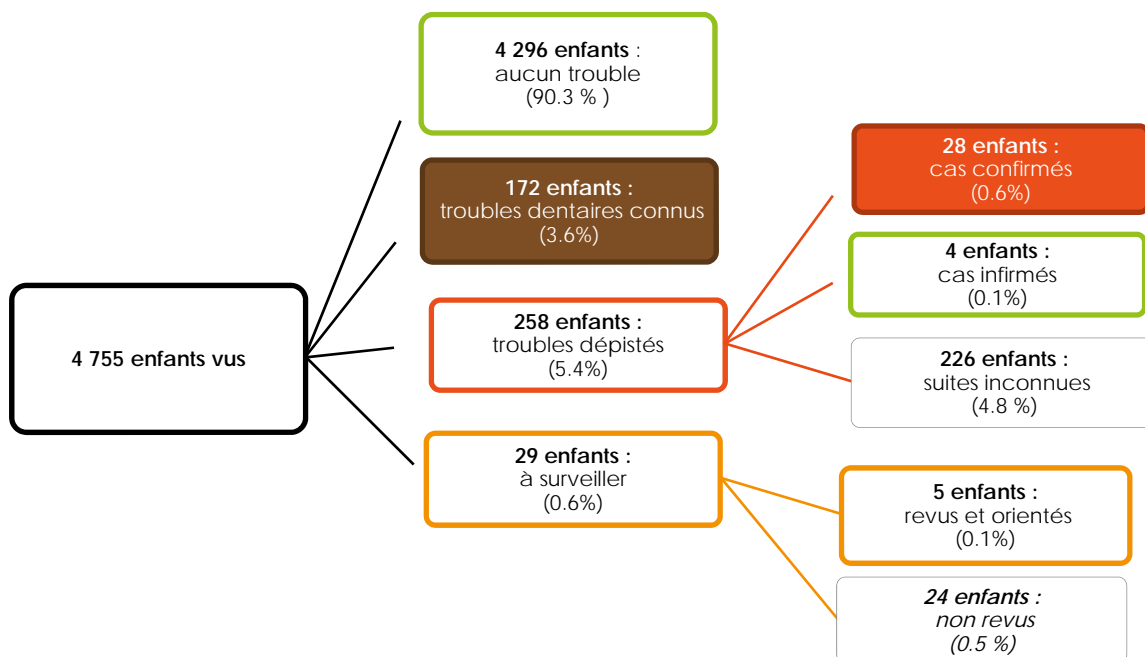 4 755 enfants vus
4 296 enfants :
aucun trouble
(90.3 % )
172 enfants :
troubles dentaires connus
(3.6%)
258 enfants :
troubles dépistés
(5.4%)
29 enfants :
à surveiller
(0.6%)
28 enfants :
cas confirmés
(0.6%)
4 enfants :
cas infirmés
(0.1%)
226 enfants :
suites inconnues
(4.8 %)
5 enfants :
revus et orientés
(0.1%)
24 enfants :
non revus
(0.5 %)